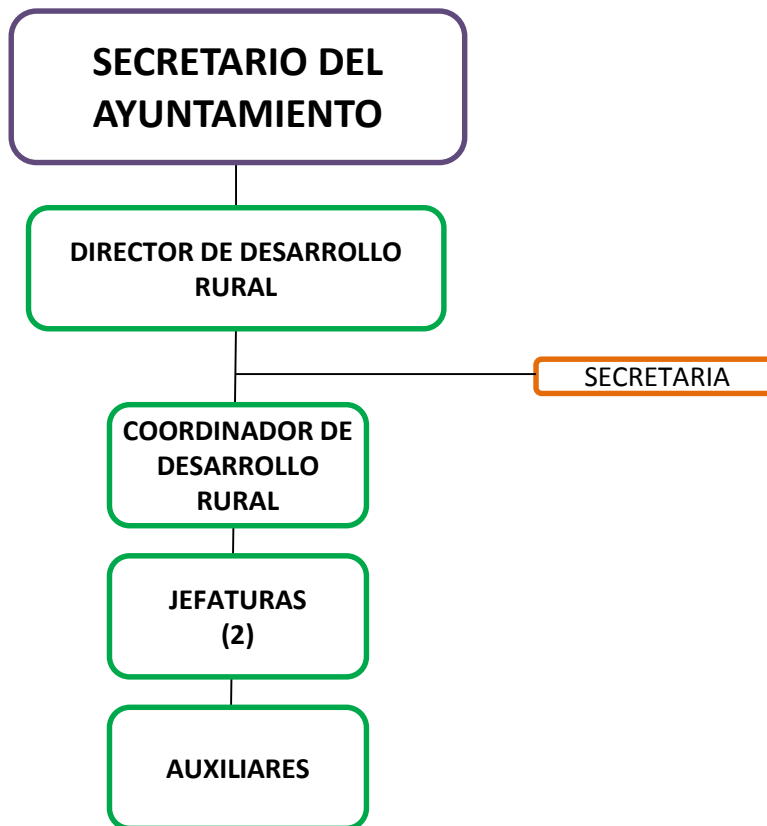 SECRETARIO DEL
AYUNTAMIENTO
DIRECTOR DE DESARROLLO
RURAL
SECRETARIA
COORDINADOR DE
DESARROLLO
RURAL
JEFATURAS
(2)
AUXILIARES